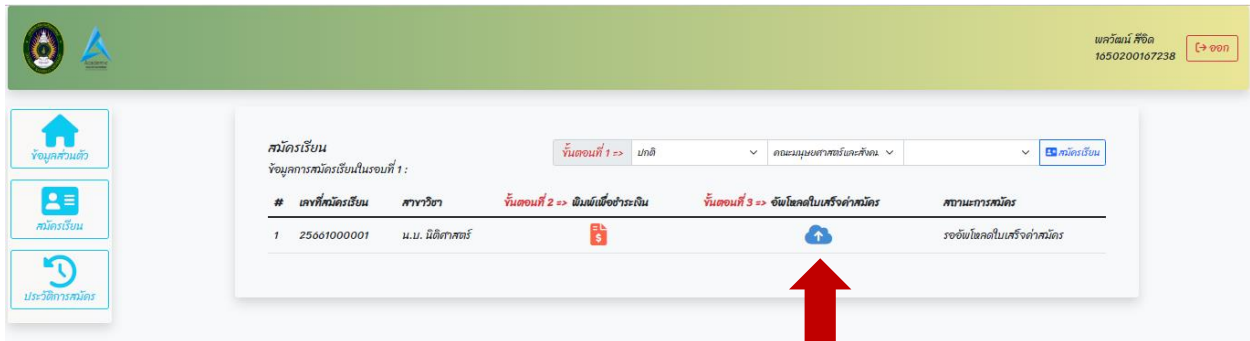 พลวัฒน์ สีจิต
1650200167238
ออก
ข้อมูลส่วนตัว
สมัครเรียน
ประวัติการสมัคร
สมัครเรียน
ขั้นตอนที่ 1 => ปกติ คณะมนุษยศาสตร์และสังคม สมัครเรียน
ข้อมูลการสมัครเรียนในรอบที่ 1 :
# เลขที่สมัครเรียน สาขาวิชา ขั้นตอนที่ 2 => พิมพ์เพื่อชำระเงิน ขั้นตอนที่ 3 => อัพโหลดใบเสร็จค่าสมัคร สถานะการสมัคร
1 25661000001 น.บ. นิติศาสตร์ รออัพโหลดใบเสร็จค่าสมัคร